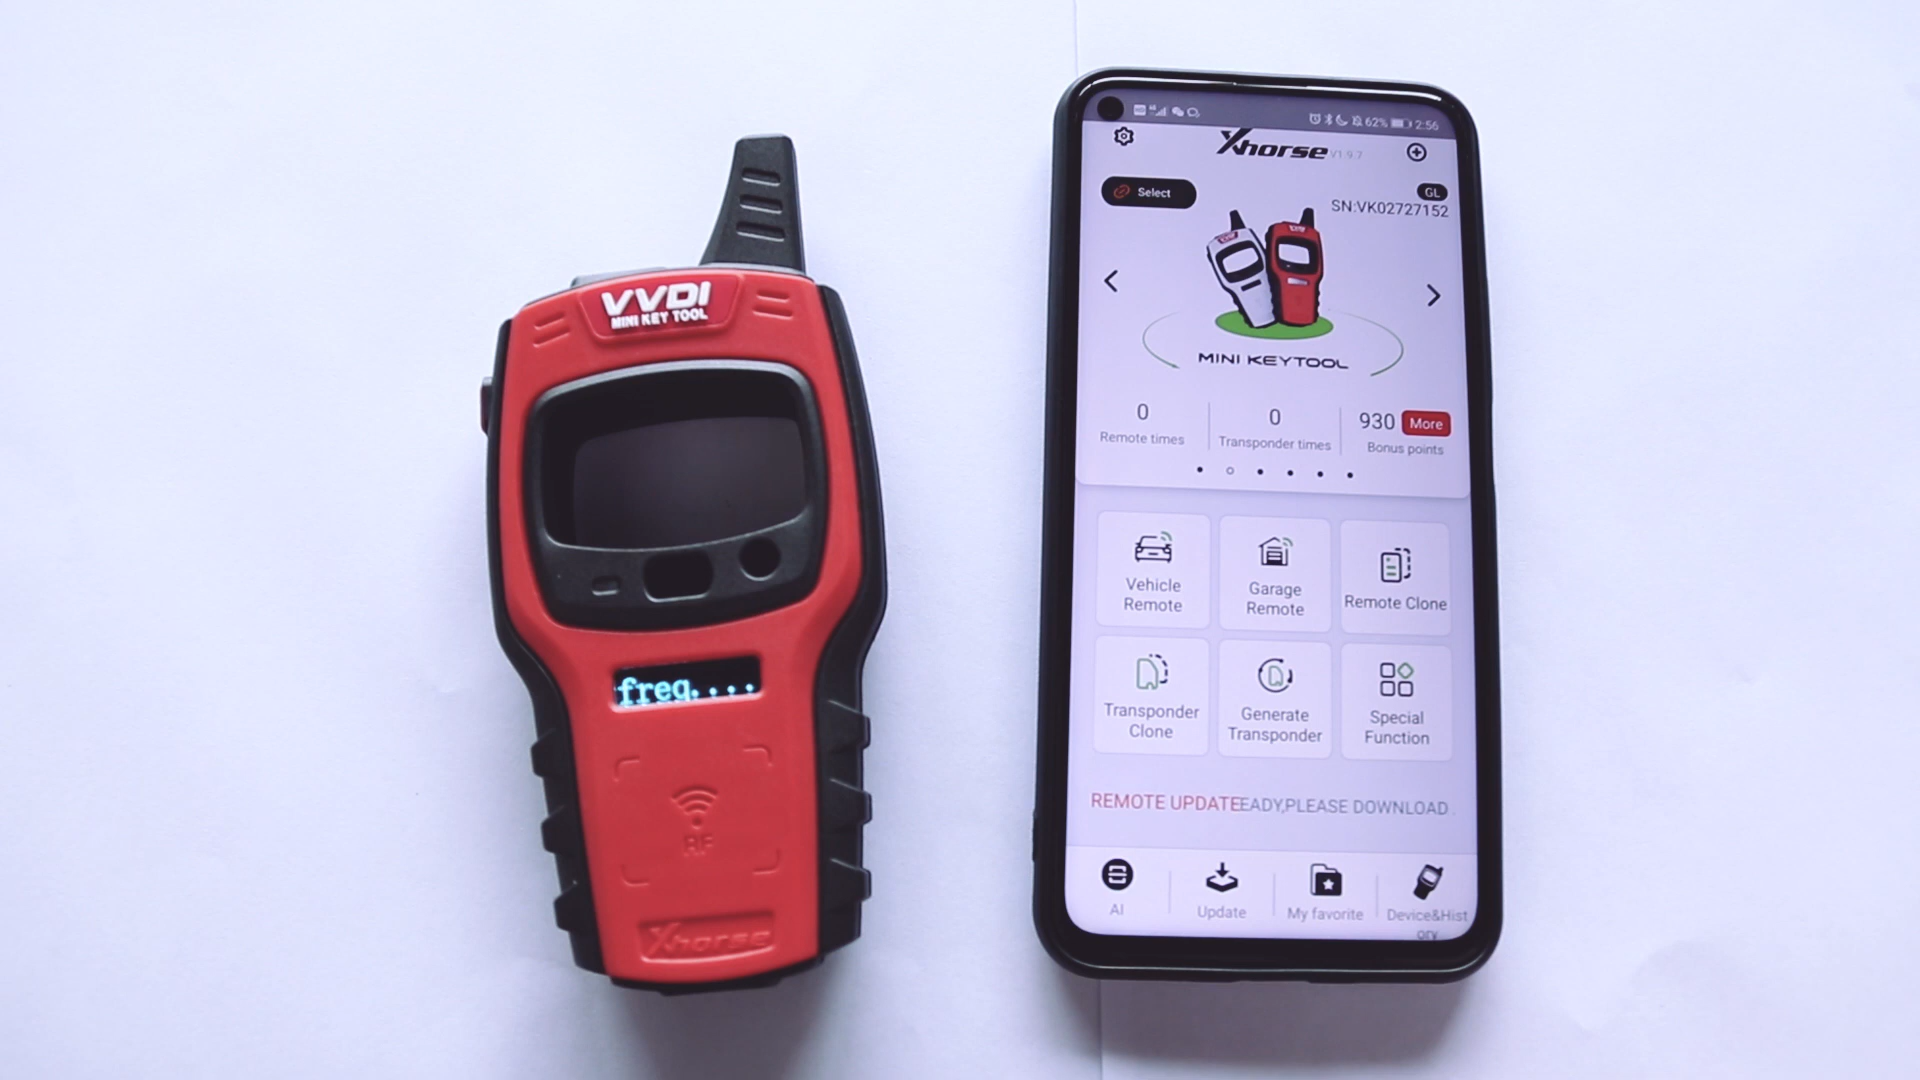 VVDI
MINI KEY TOOL
freq....
RF
Xhorse
62% 2:56
Xhorse V1.9.7
Select
GL
SN:VK02727152
MINI KEYTOOL
0
Remote times
0
Transponder times
930 More
Bonus points
Vehicle
Remote
Garage
Remote
Remote Clone
Transponder
Clone
Generate
Transponder
Special
Function
REMOTE UPDATEEADY,PLEASE DOWNLOAD
AI
Update
My favorite
Device&Hist
ory